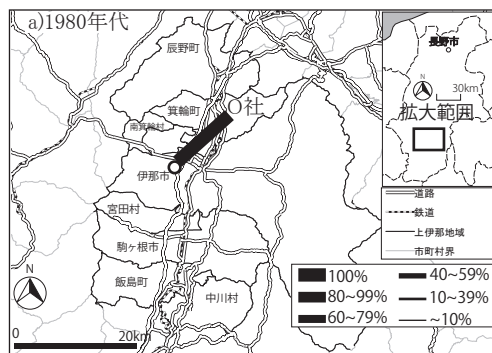 a)1980年代
辰野町
箕輪町
O社
南箕輪村
伊那市
宮田村
駒ヶ根市
飯島町
中川村
N
0 20km
長野市
N
30km
拡大範囲
道路
鉄道
上伊那地域
市町村界
100%
80~99%
60~79%
40~59%
10~39%
~10%